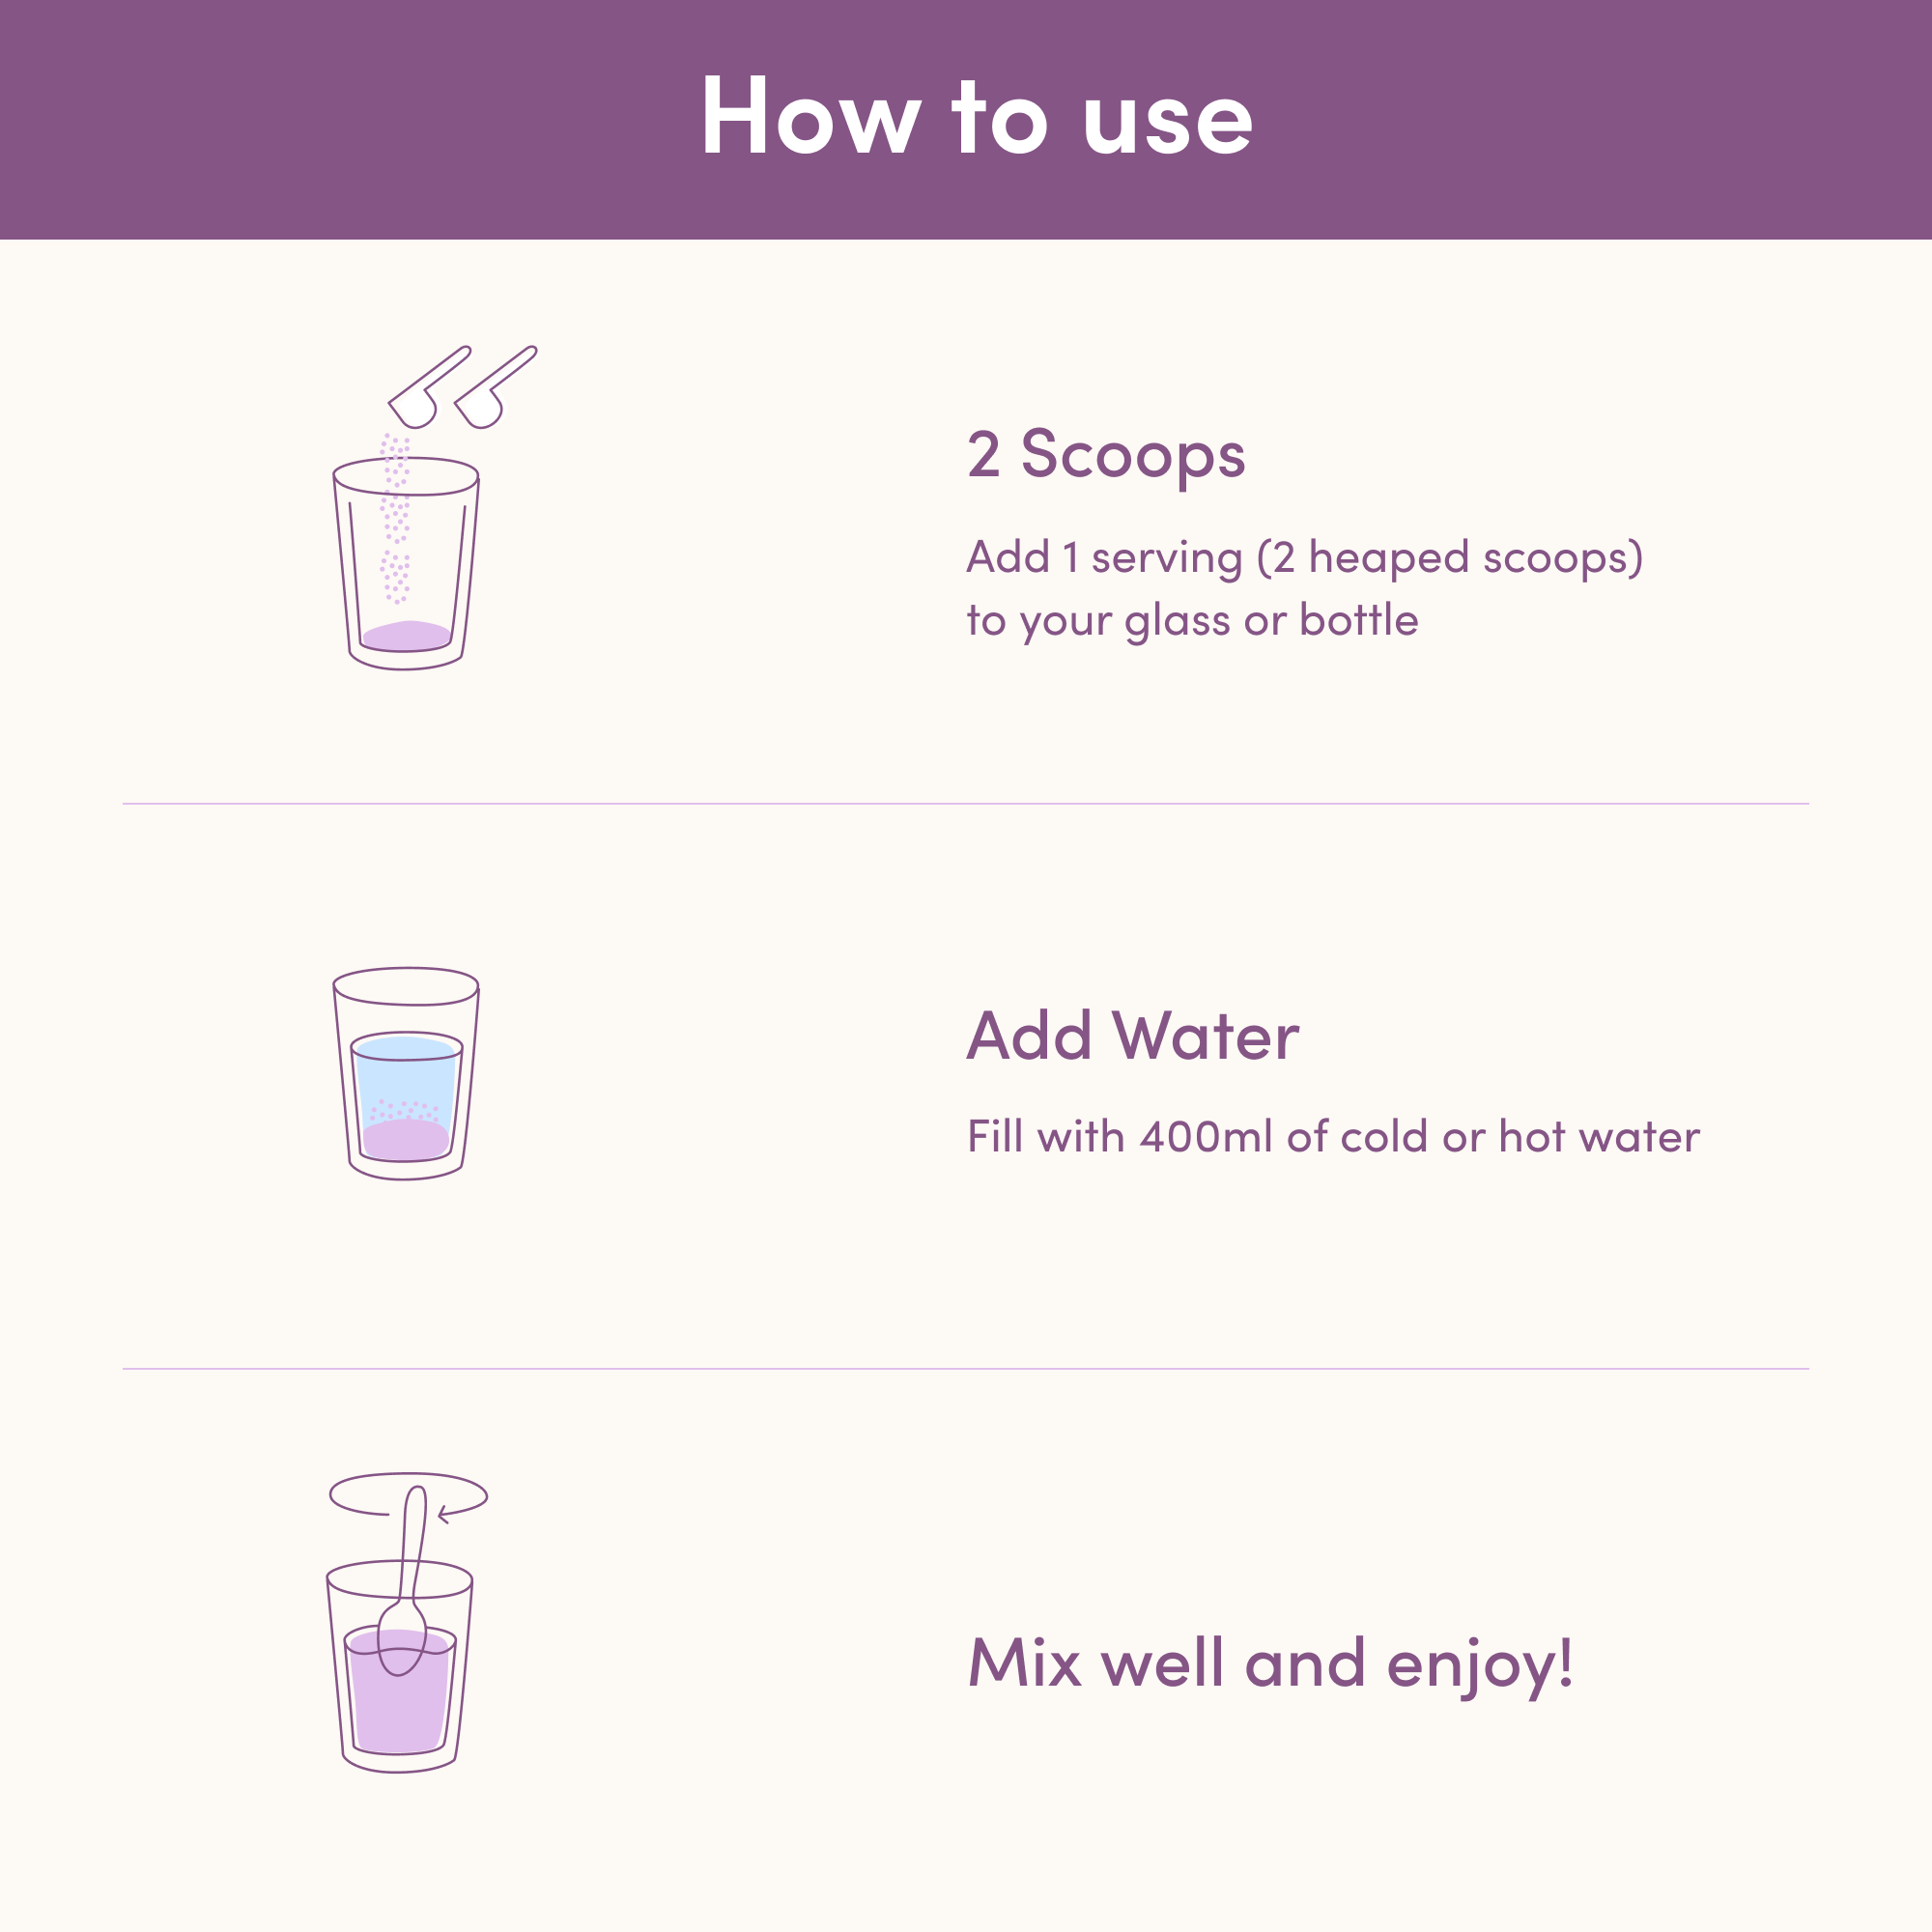 How to use
2 Scoops
Add 1 serving (2 heaped scoops)
to your glass or bottle
Add Water
Fill with 400ml of cold or hot water
Mix well and enjoy!